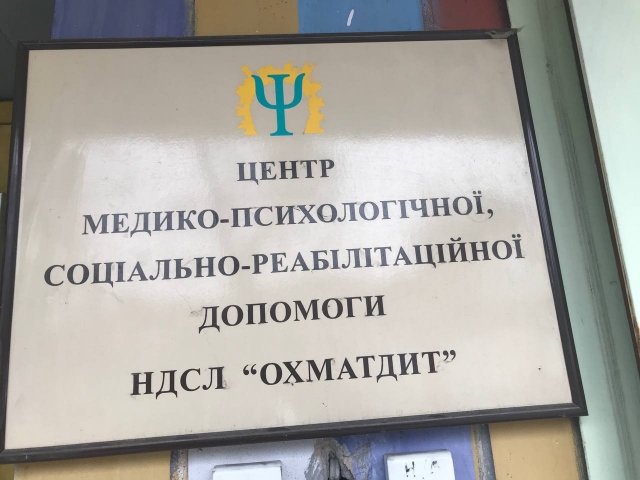 Ψ
ЦЕНТР
МЕДИКО-ПСИХОЛОГІЧНОЇ,
СОЦІАЛЬНО-РЕАБІЛІТАЦІЙНОЇ
ДОПОМОГИ
НДСЛ “ОХМАТДИТ”